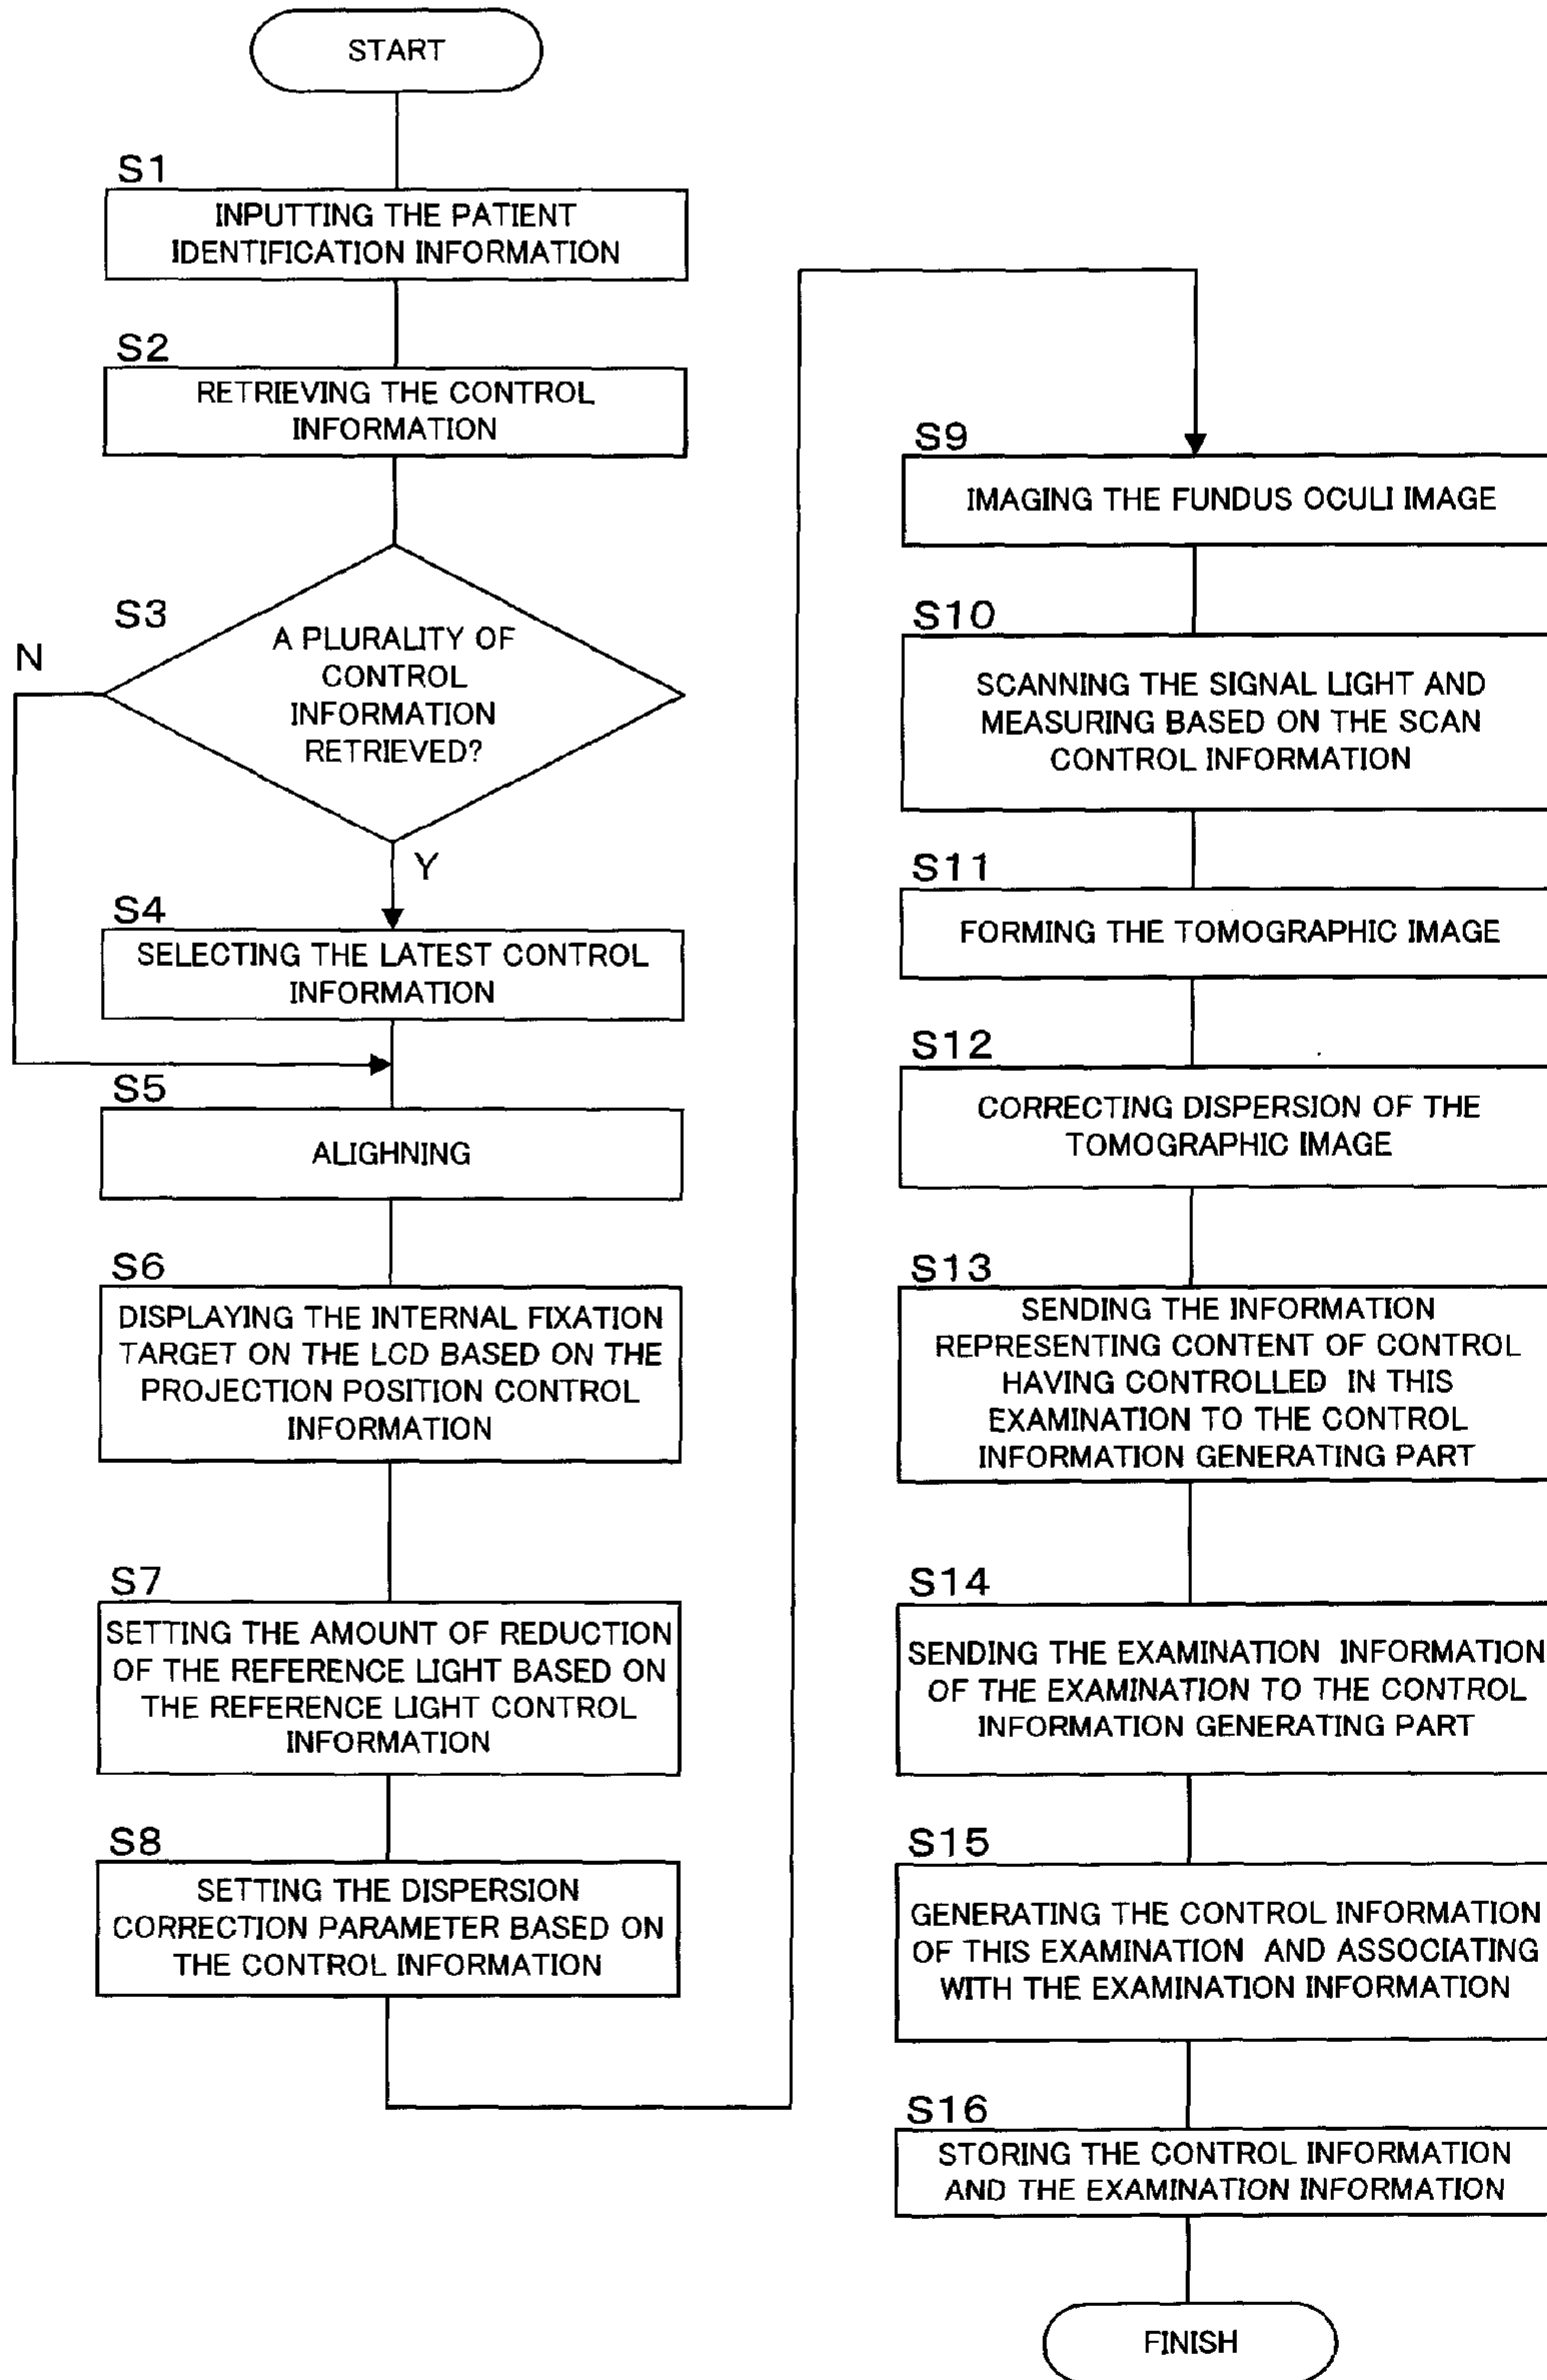 START
S1
INPUTTING THE PATIENT
IDENTIFICATION INFORMATION
S2
RETRIEVING THE CONTROL
INFORMATION
S3
N
A PLURALITY OF
CONTROL
INFORMATION
RETRIEVED?
Y
S4
SELECTING THE LATEST CONTROL
INFORMATION
S5
ALIGHNING
S6
DISPLAYING THE INTERNAL FIXATION
TARGET ON THE LCD BASED ON THE
PROJECTION POSITION CONTROL
INFORMATION
S7
SETTING THE AMOUNT OF REDUCTION
OF THE REFERENCE LIGHT BASED ON
THE REFERENCE LIGHT CONTROL
INFORMATION
S8
SETTING THE DISPERSION
CORRECTION PARAMETER BASED ON
THE CONTROL INFORMATION
S9
IMAGING THE FUNDUS OCULI IMAGE
S10
SCANNING THE SIGNAL LIGHT AND
MEASURING BASED ON THE SCAN
CONTROL INFORMATION
S11
FORMING THE TOMOGRAPHIC IMAGE
S12
CORRECTING DISPERSION OF THE
TOMOGRAPHIC IMAGE
S13
SENDING THE INFORMATION
REPRESENTING CONTENT OF CONTROL
HAVING CONTROLLED IN THIS
EXAMINATION TO THE CONTROL
INFORMATION GENERATING PART
S14
SENDING THE EXAMINATION INFORMATION
OF THE EXAMINATION TO THE CONTROL
INFORMATION GENERATING PART
S15
GENERATING THE CONTROL INFORMATION
OF THIS EXAMINATION AND ASSOCIATING
WITH THE EXAMINATION INFORMATION
S16
STORING THE CONTROL INFORMATION
AND THE EXAMINATION INFORMATION
FINISH